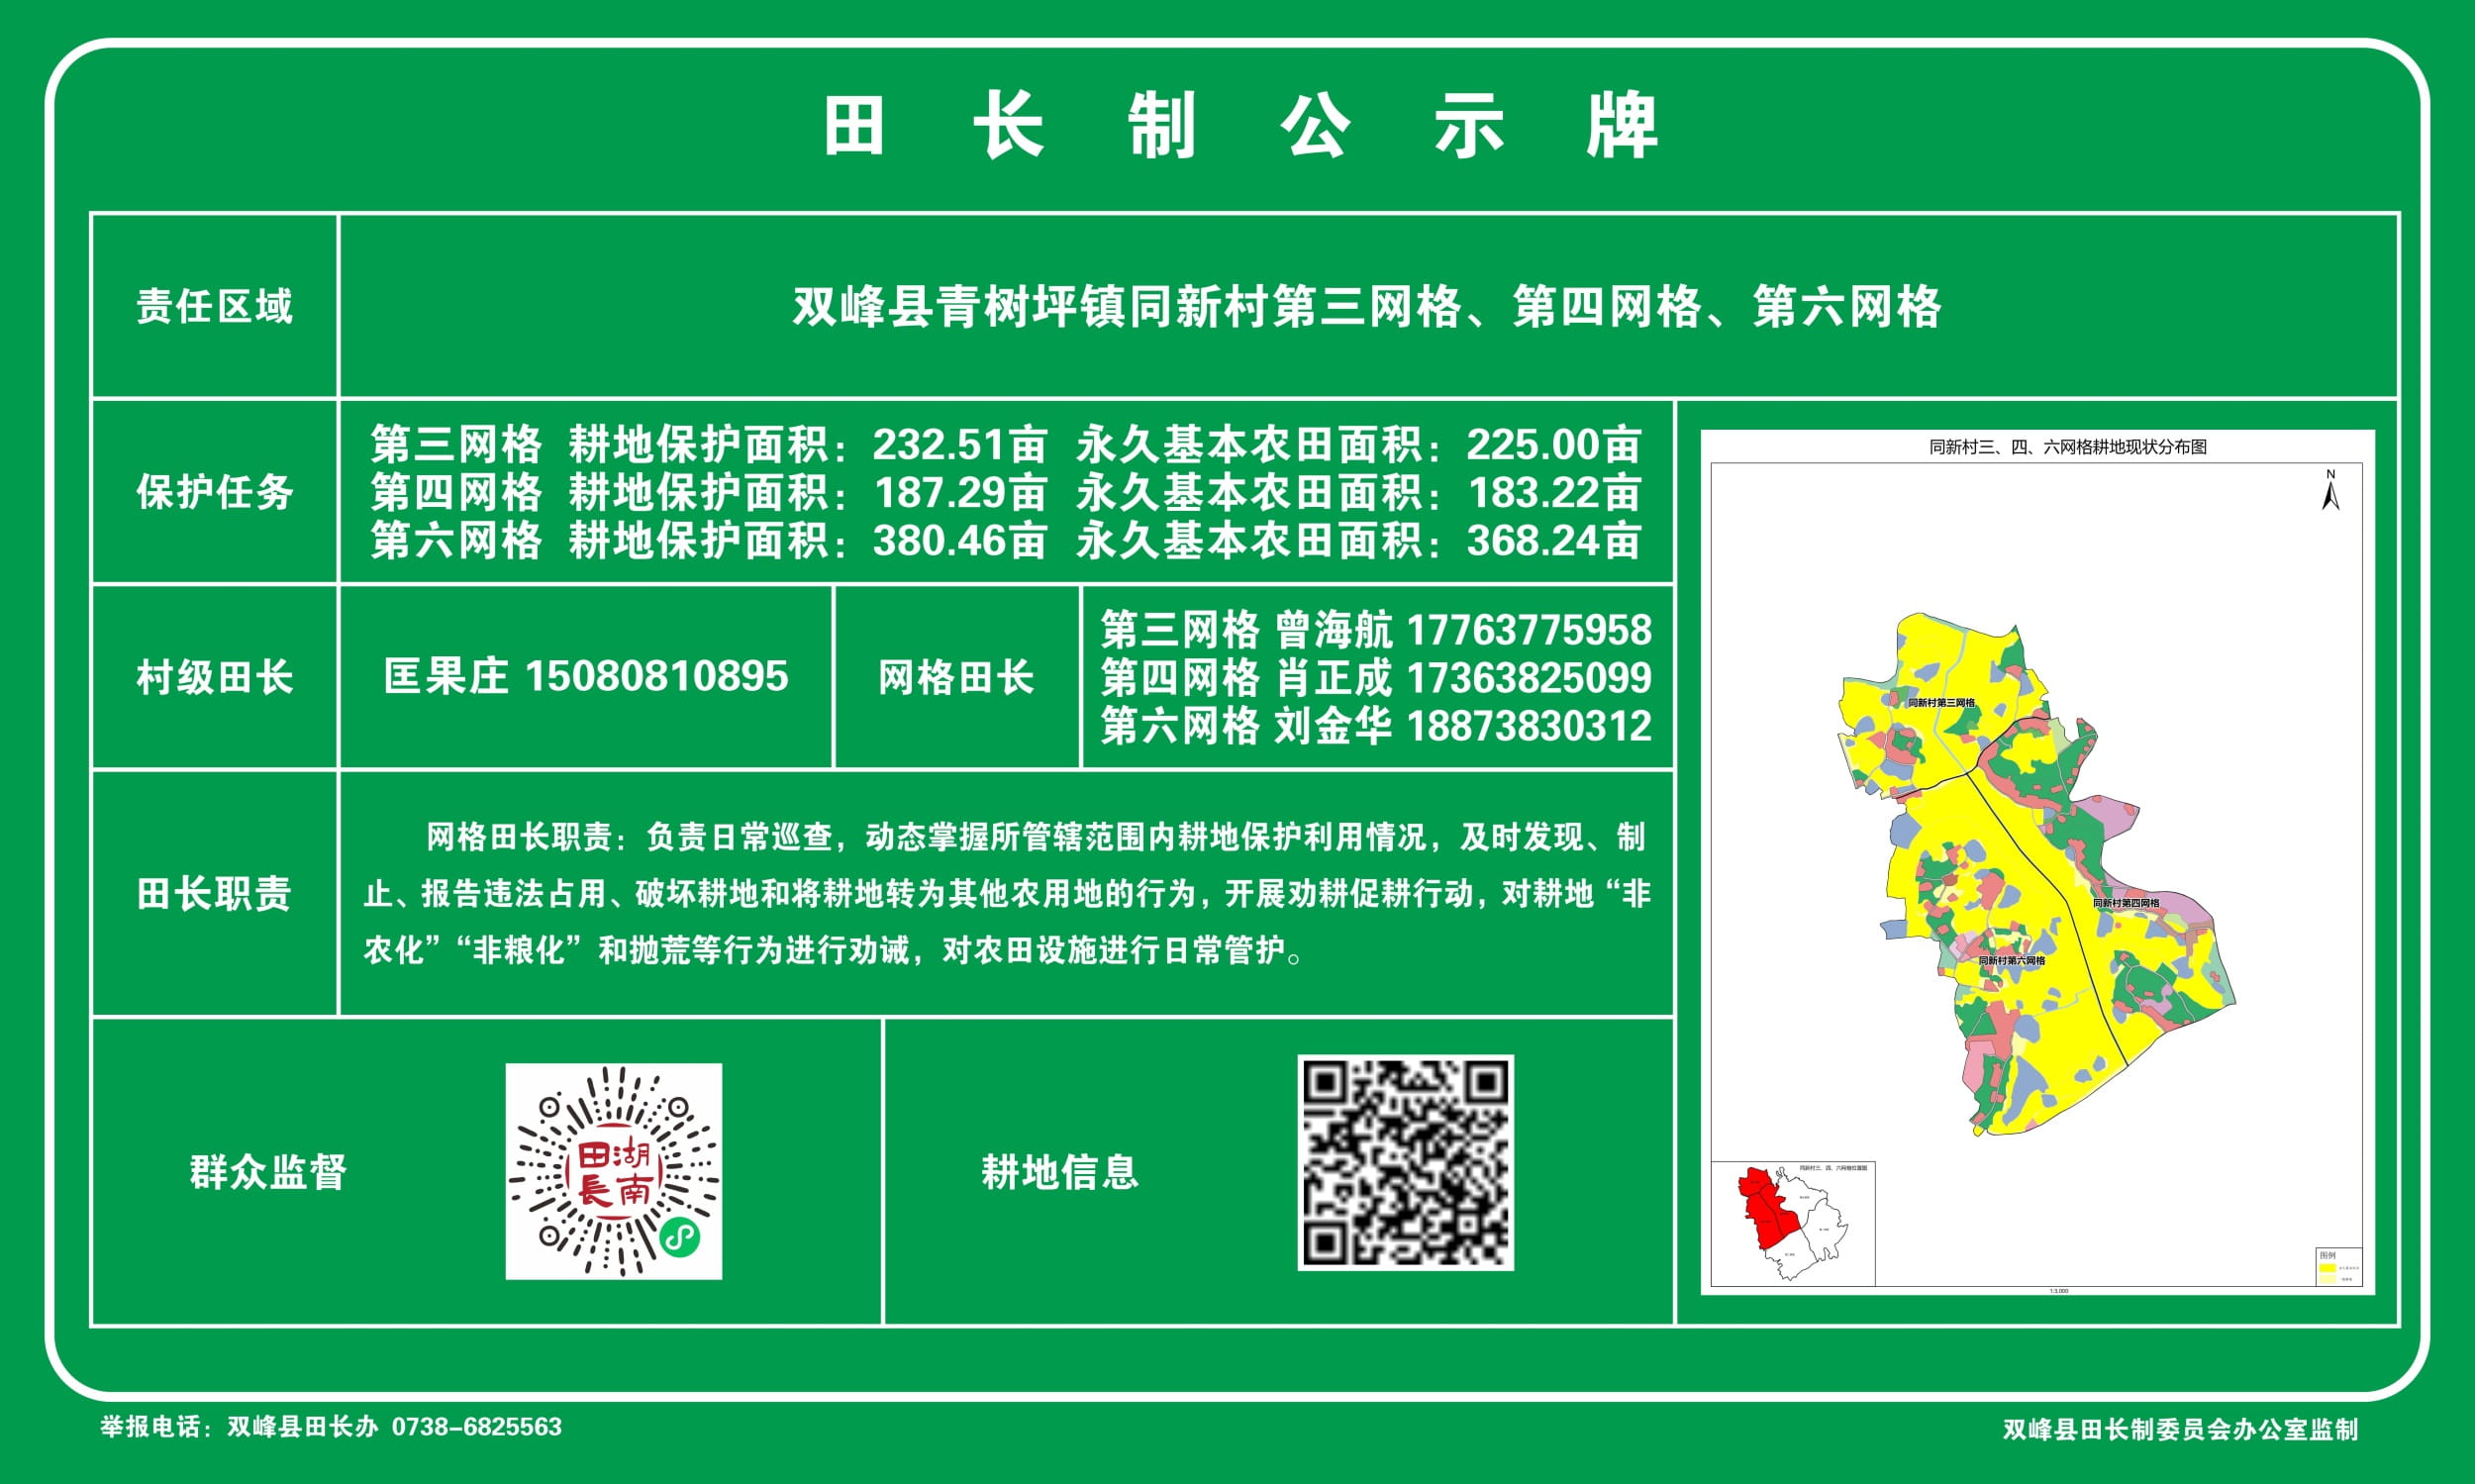 田长制公示牌
责任区域
双峰县青树坪镇同新村第三网格、第四网格、第六网格
保护任务
第三网格 耕地保护面积：232.51亩 永久基本农田面积：225.00亩
第四网格 耕地保护面积：187.29亩 永久基本农田面积：183.22亩
第六网格 耕地保护面积：380.46亩 永久基本农田面积：368.24亩
村级田长
匡果庄 15080810895
网格田长
第三网格 曾海航 17763775958
第四网格 肖正成 17363825099
第六网格 刘金华 18873830312
田长职责
网格田长职责：负责日常巡查，动态掌握所管辖范围内耕地保护利用情况，及时发现、制
止、报告违法占用、破坏耕地和将耕地转为其他农用地的行为，开展劝耕促耕行动，对耕地“非
农化”“非粮化”和抛荒等行为进行劝诫，对农田设施进行日常管护。
群众监督
湖南
田長
耕地信息
同新村三、四、六网格耕地现状分布图
N
同新村第三网格
同新村第四网格
同新村第六网格
同新村三、四、六网格位置图
图例
1:3,000
举报电话：双峰县田长办 0738-6825563
双峰县田长制委员会办公室监制